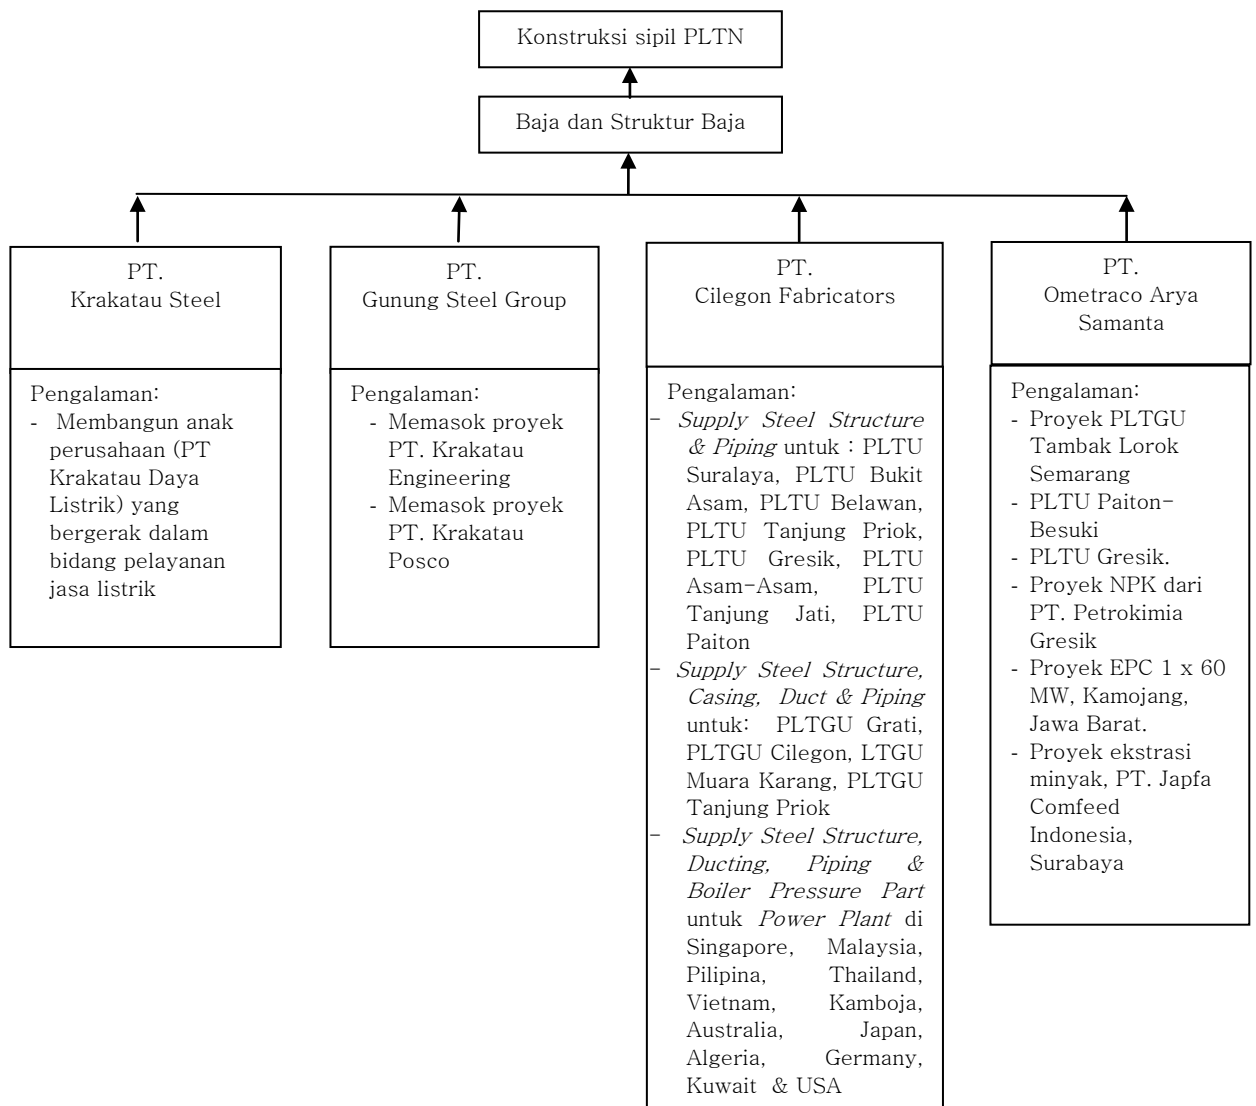 Konstruksi sipil PLTN
Baja dan Struktur Baja
PT.
Krakatau Steel
Pengalaman:
- Membangun anak
perusahaan (PT
Krakatau Daya
Listrik) yang
bergerak dalam
bidang pelayanan
jasa listrik
PT.
Gunung Steel Group
Pengalaman:
- Memasok proyek
PT. Krakatau
Engineering
- Memasok proyek
PT. Krakatau
Posco
PT.
Cilegon Fabricators
Pengalaman:
- Supply Steel Structure
& Piping untuk : PLTU
Suralaya, PLTU Bukit
Asam, PLTU Belawan,
PLTU Tanjung Priok,
PLTU Gresik, PLTU
Asam-Asam, PLTU
Tanjung Jati, PLTU
Paiton
- Supply Steel Structure,
Casing, Duct & Piping
untuk: PLTGU Grati,
PLTGU Cilegon, LTGU
Muara Karang, PLTGU
Tanjung Priok
- Supply Steel Structure,
Ducting, Piping &
Boiler Pressure Part
untuk Power Plant di
Singapore, Malaysia,
Pilipina, Thailand,
Vietnam, Kamboja,
Australia, Japan,
Algeria, Germany,
Kuwait & USA
PT.
Ometraco Arya
Samanta
Pengalaman:
- Proyek PLTGU
Tambak Lorok
Semarang
- PLTU Paiton-
Besuki
- PLTU Gresik.
- Proyek NPK dari
PT. Petrokimia
Gresik
- Proyek EPC 1 x 60
MW, Kamojang,
Jawa Barat.
- Proyek ekstrasi
minyak, PT. Japfa
Comfeed
Indonesia,
Surabaya